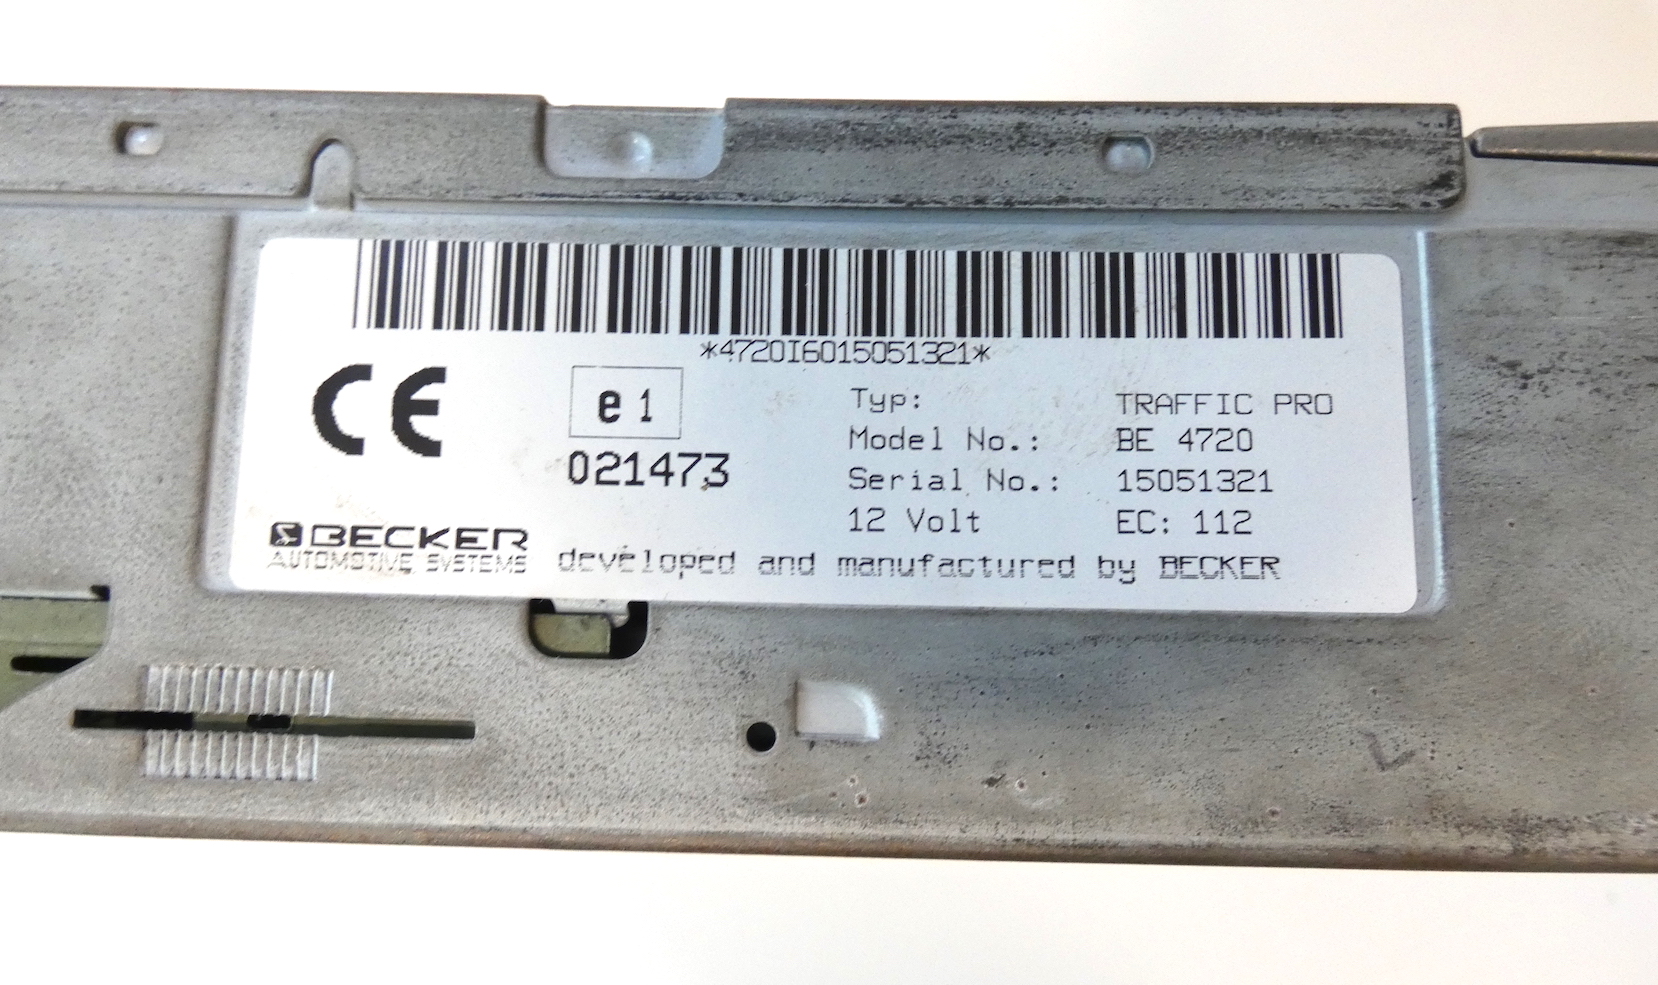 *4720I6015051321*
CE
e1
021473
Typ: TRAFFIC PRO
Model No.: BE 4720
Serial No.: 15051321
12 Volt EC: 112
BECKER
AUTOMOTIVE SYSTEMS
developed and manufactured by BECKER